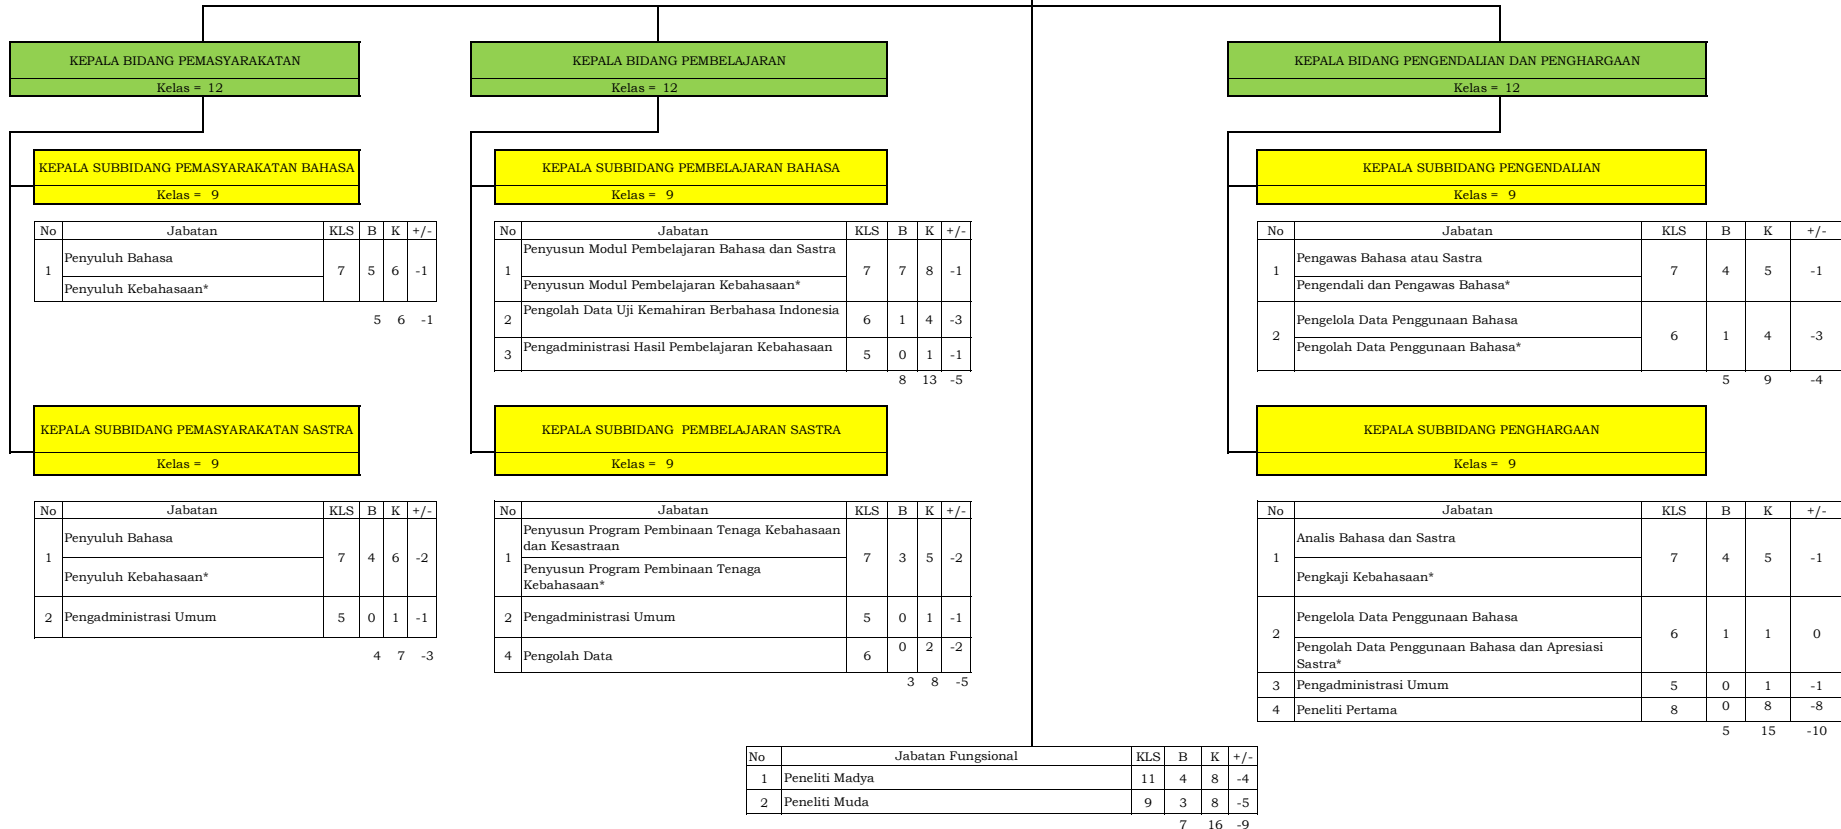 KEPALA BIDANG PEMASYARAKATAN
Kelas = 12
KEPALA BIDANG PEMBELAJARAN
Kelas = 12
KEPALA BIDANG PENGENDALIAN DAN PENGHARGAAN
Kelas = 12
KEPALA SUBBIDANG PEMASYARAKATAN BAHASA
Kelas = 9
No Jabatan KLS B K +/-
1 Penyuluh Bahasa 7 5 6 -1
Penyuluh Kebahasaan*
5 6 -1
KEPALA SUBBIDANG PEMBELAJARAN BAHASA
Kelas = 9
No Jabatan KLS B K +/-
1 Penyusun Modul Pembelajaran Bahasa dan Sastra 7 7 8 -1
Penyusun Modul Pembelajaran Kebahasaan*
2 Pengolah Data Uji Kemahiran Berbahasa Indonesia 6 1 4 -3
3 Pengadministrasi Hasil Pembelajaran Kebahasaan 5 0 1 -1
8 13 -5
KEPALA SUBBIDANG PENGENDALIAN
Kelas = 9
No Jabatan KLS B K +/-
1 Pengawas Bahasa atau Sastra 7 4 5 -1
Pengendali dan Pengawas Bahasa*
2 Pengelola Data Penggunaan Bahasa 6 1 4 -3
Pengolah Data Penggunaan Bahasa*
5 9 -4
KEPALA SUBBIDANG PEMASYARAKATAN SASTRA
Kelas = 9
No Jabatan KLS B K +/-
1 Penyuluh Bahasa 7 4 6 -2
Penyuluh Kebahasaan*
2 Pengadministrasi Umum 5 0 1 -1
4 7 -3
KEPALA SUBBIDANG PEMBELAJARAN SASTRA
Kelas = 9
No Jabatan KLS B K +/-
1 Penyusun Program Pembinaan Tenaga Kebahasaan 7 3 5 -2
dan Kesastraan
Penyusun Program Pembinaan Tenaga
Kebahasaan*
2 Pengadministrasi Umum 5 0 1 -1
4 Pengolah Data 6 0 2 -2
3 8 -5
KEPALA SUBBIDANG PENGHARGAAN
Kelas = 9
No Jabatan KLS B K +/-
1 Analis Bahasa dan Sastra 7 4 5 -1
Pengkaji Kebahasaan*
2 Pengelola Data Penggunaan Bahasa 6 1 1 0
Pengolah Data Penggunaan Bahasa dan Apresiasi
Sastra*
3 Pengadministrasi Umum 5 0 1 -1
4 Peneliti Pertama 8 0 8 -8
5 15 -10
No Jabatan Fungsional KLS B K +/-
1 Peneliti Madya 11 4 8 -4
2 Peneliti Muda 9 3 8 -5
7 16 -9